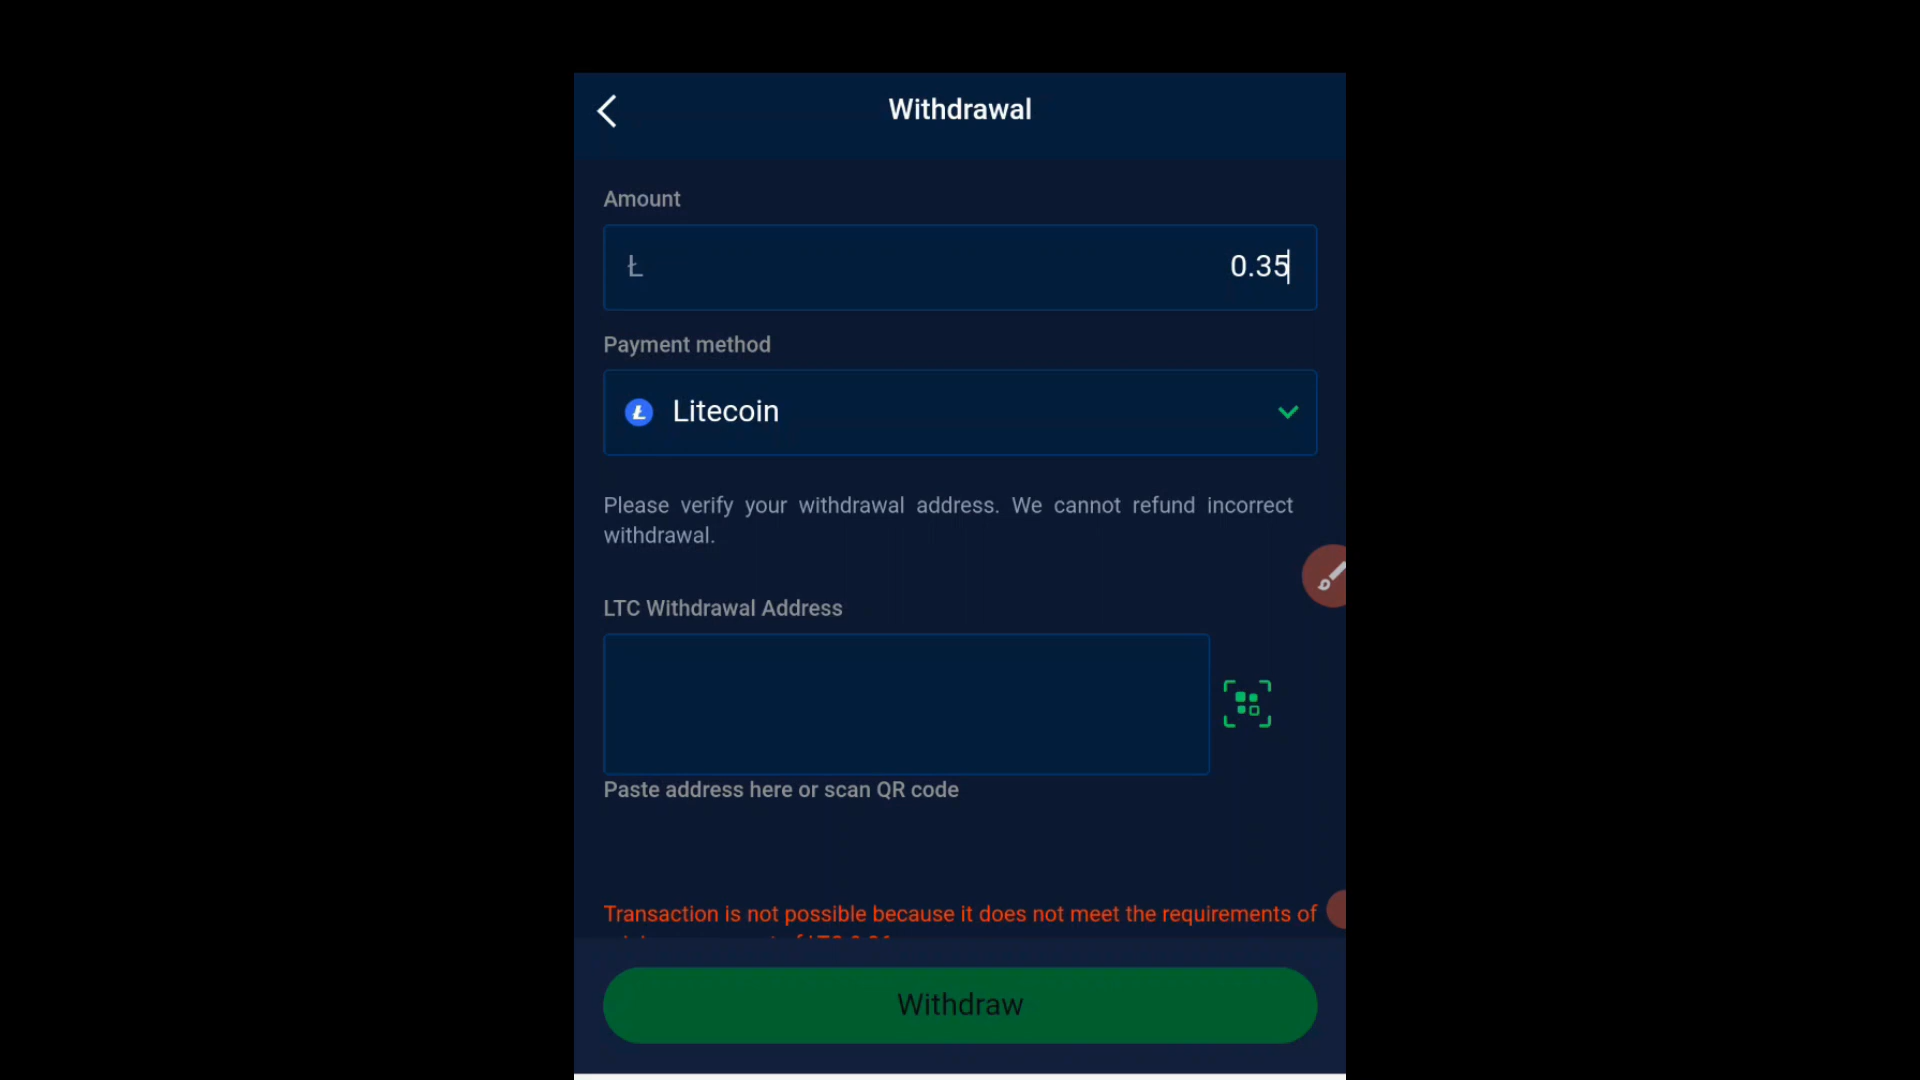 Withdrawal
Amount
Ł
0.35
Payment method
Litecoin
Please verify your withdrawal address. We cannot refund incorrect
withdrawal.
LTC Withdrawal Address
Paste address here or scan QR code
Transaction is not possible because it does not meet the requirements of
Withdraw